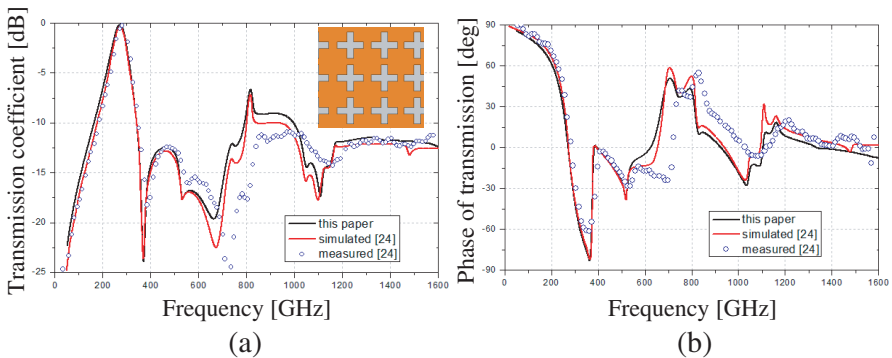 Transmission coefficient [dB]
0
-5
-10
-15
-20
-25
0 200 400 600 800 1000 1200 1400 1600
Frequency [GHz]
this paper
simulated [24]
measured [24]
(a)
Phase of transmission [deg]
90
60
30
0
-30
-60
-90
0 200 400 600 800 1000 1200 1400 1600
Frequency [GHz]
this paper
simulated [24]
measured [24]
(b)